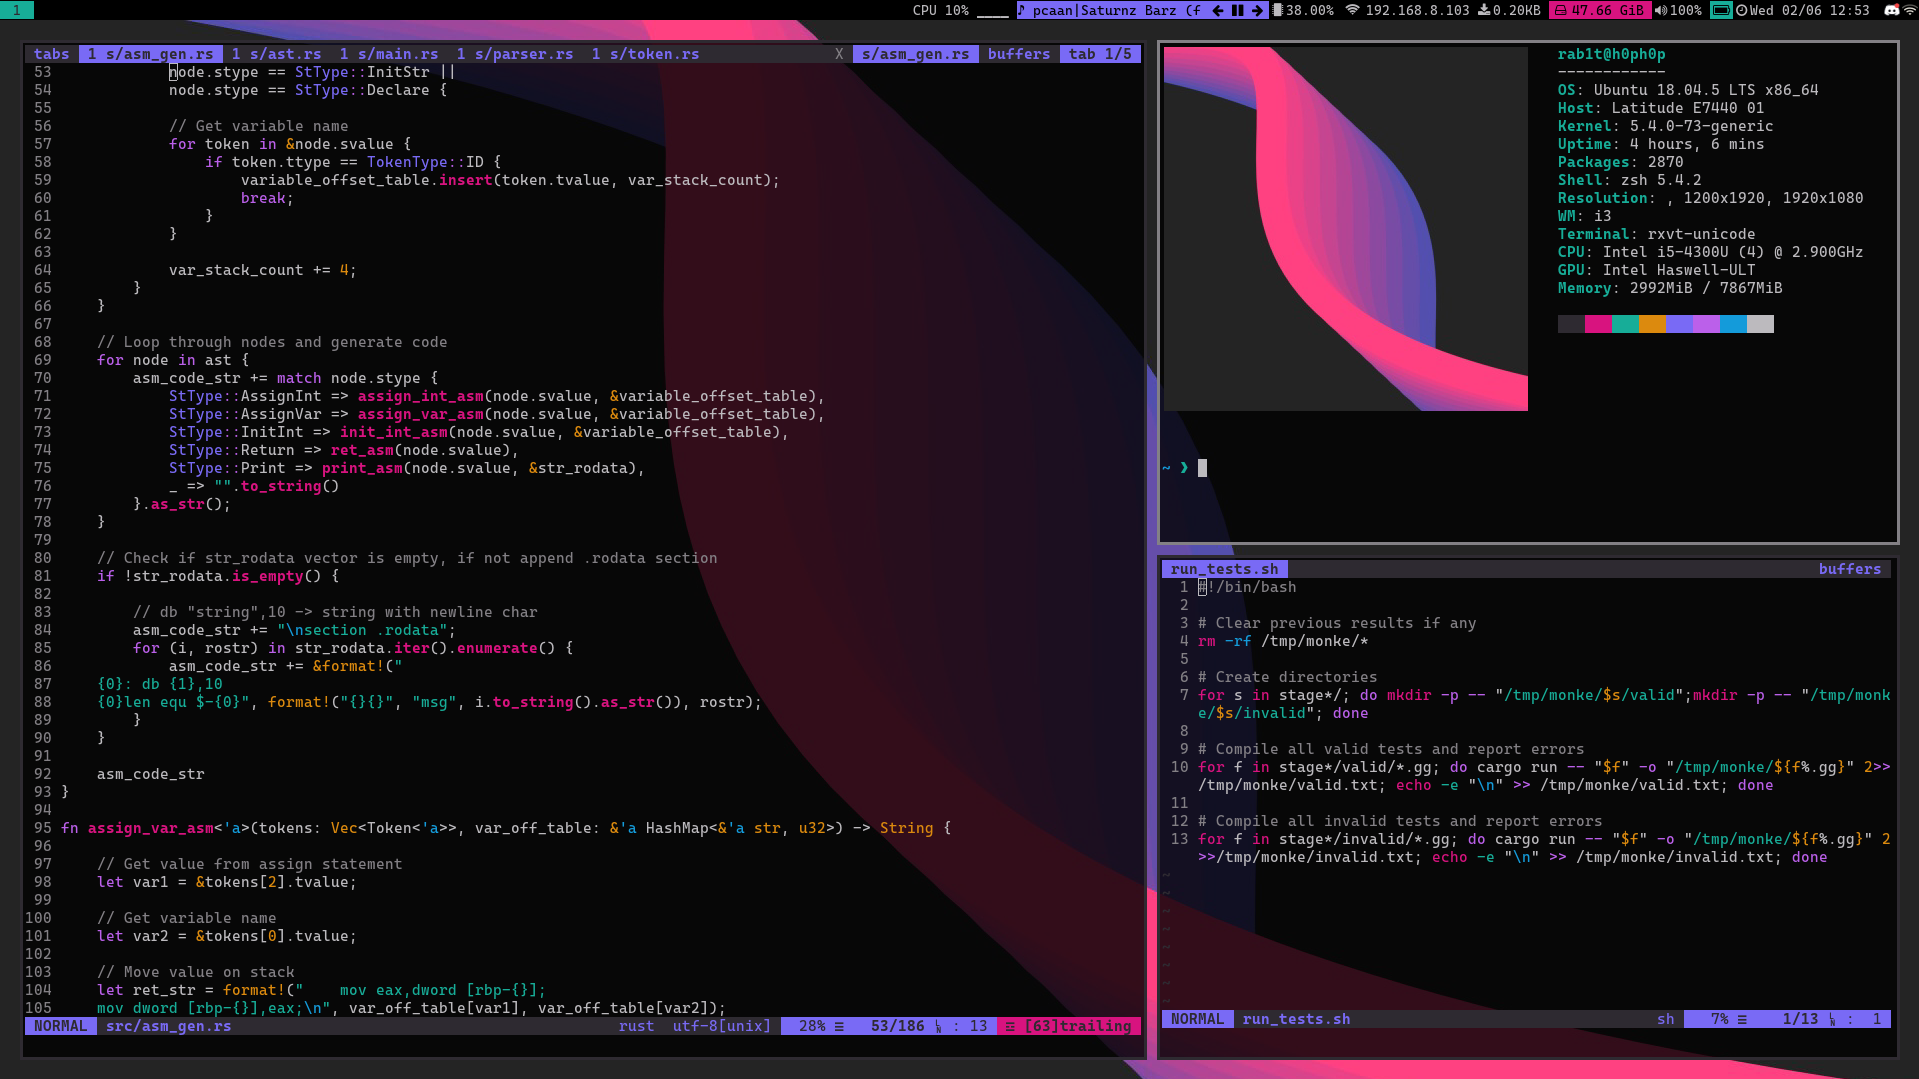 1
CPU 10% ____ ♪ pcaan|Saturnz Barz (f 38.00% 192.168.8.103 0.20KB 47.66 GiB 100% Wed 02/06 12:53
tabs 1 s/asm_gen.rs 1 s/ast.rs 1 s/main.rs 1 s/parser.rs 1 s/token.rs X s/asm_gen.rs buffers tab 1/5
53 node.stype == StType::InitStr ||
54 node.stype == StType::Declare {
55
56 // Get variable name
57 for token in &node.svalue {
58 if token.ttype == TokenType::ID {
59 variable_offset_table.insert(token.tvalue, var_stack_count);
60 break;
61 }
62 }
63
64 var_stack_count += 4;
65 }
66 }
67
68 // Loop through nodes and generate code
69 for node in ast {
70 asm_code_str += match node.stype {
71 StType::AssignInt => assign_int_asm(node.svalue, &variable_offset_table),
72 StType::AssignVar => assign_var_asm(node.svalue, &variable_offset_table),
73 StType::InitInt => init_int_asm(node.svalue, &variable_offset_table),
74 StType::Return => ret_asm(node.svalue),
75 StType::Print => print_asm(node.svalue, &str_rodata),
76 _ => "".to_string()
77 }.as_str();
78 }
79
80 // Check if str_rodata vector is empty, if not append .rodata section
81 if !str_rodata.is_empty() {
82
83 // db "string",10 -> string with newline char
84 asm_code_str += "\nsection .rodata";
85 for (i, rostr) in str_rodata.iter().enumerate() {
86 asm_code_str += &format!("
87 {0}: db {1},10
88 {0}len equ $-{0}", format!("{}{}", "msg", i.to_string().as_str()), rostr);
89 }
90 }
91
92 asm_code_str
93 }
94
95 fn assign_var_asm<'a>(tokens: Vec<Token<'a>>, var_off_table: &'a HashMap<&'a str, u32>) -> String {
96
97 // Get value from assign statement
98 let var1 = &tokens[2].tvalue;
99
100 // Get variable name
101 let var2 = &tokens[0].tvalue;
102
103 // Move value on stack
104 let ret_str = format!("    mov eax,dword [rbp-{}];
105 mov dword [rbp-{}],eax;\n", var_off_table[var1], var_off_table[var2]);
NORMAL src/asm_gen.rs rust utf-8[unix] 28% ☰ 53/186 ㏑ : 13 ☲ [63]trailing
rab1t@h0ph0p
------------
OS: Ubuntu 18.04.5 LTS x86_64
Host: Latitude E7440 01
Kernel: 5.4.0-73-generic
Uptime: 4 hours, 6 mins
Packages: 2870
Shell: zsh 5.4.2
Resolution: , 1200x1920, 1920x1080
WM: i3
Terminal: rxvt-unicode
CPU: Intel i5-4300U (4) @ 2.900GHz
GPU: Intel Haswell-ULT
Memory: 2992MiB / 7867MiB
~ ❯
run_tests.sh buffers
1 #!/bin/bash
2
3 # Clear previous results if any
4 rm -rf /tmp/monke/*
5
6 # Create directories
7 for s in stage*/; do mkdir -p -- "/tmp/monke/$s/valid";mkdir -p -- "/tmp/monk
e/$s/invalid"; done
8
9 # Compile all valid tests and report errors
10 for f in stage*/valid/*.gg; do cargo run -- "$f" -o "/tmp/monke/${f%.gg}" 2>>
/tmp/monke/valid.txt; echo -e "\n" >> /tmp/monke/valid.txt; done
11
12 # Compile all invalid tests and report errors
13 for f in stage*/invalid/*.gg; do cargo run -- "$f" -o "/tmp/monke/${f%.gg}" 2
>>/tmp/monke/invalid.txt; echo -e "\n" >> /tmp/monke/invalid.txt; done
NORMAL run_tests.sh sh 7% ☰ 1/13 ㏑ : 1